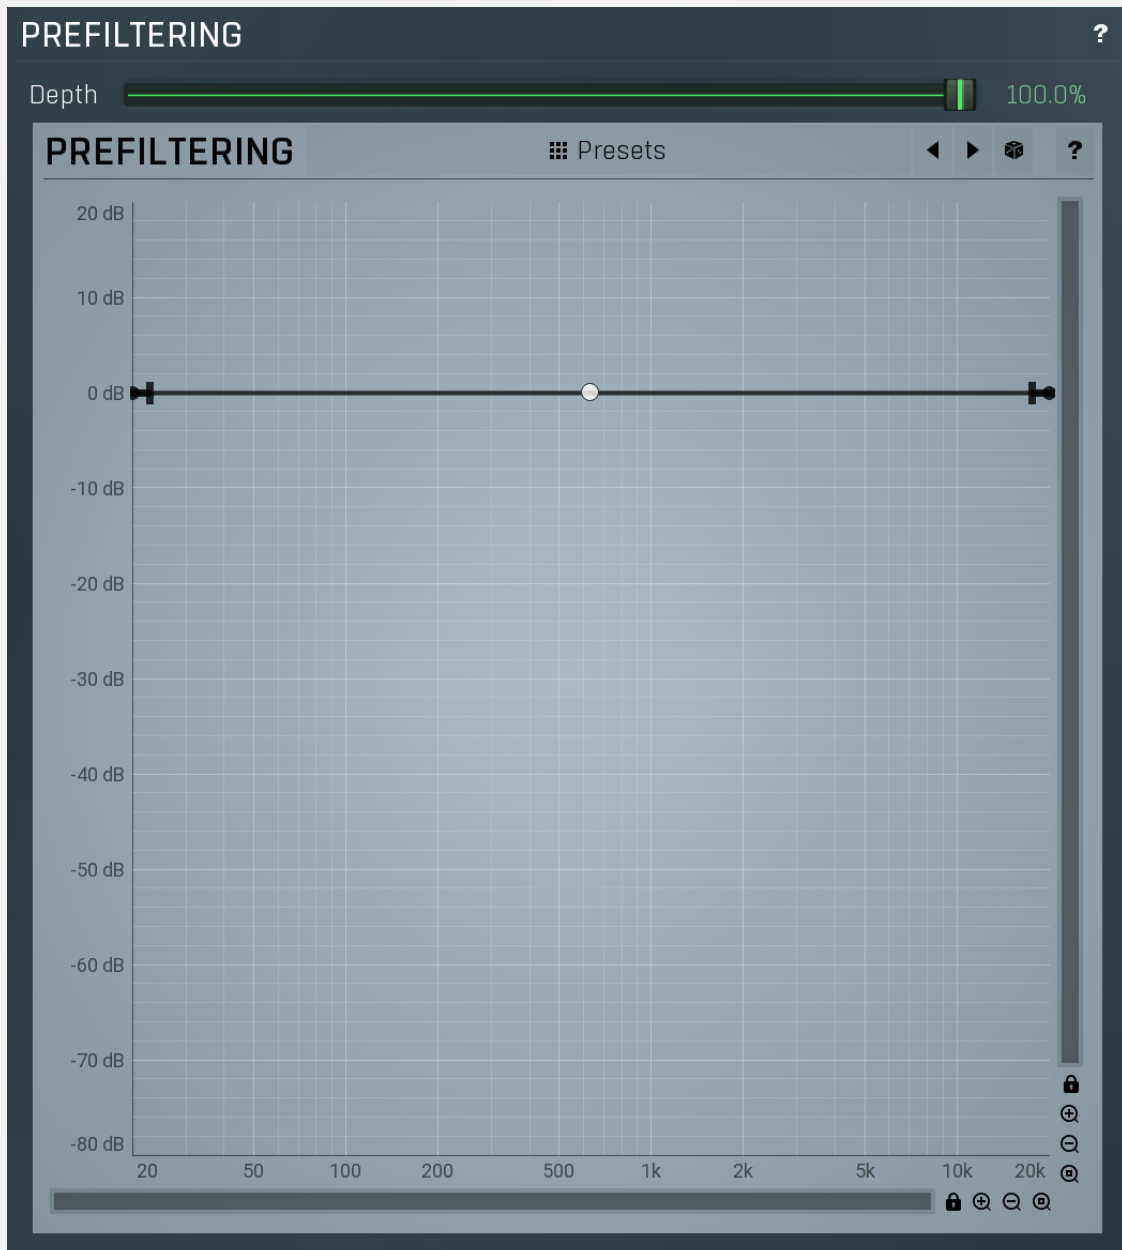 PREFILTERING ?
Depth 100.0%
PREFILTERING Presets ?
20 dB
10 dB
0 dB
-10 dB
-20 dB
-30 dB
-40 dB
-50 dB
-60 dB
-70 dB
-80 dB
20 50 100 200 500 1k 2k 5k 10k 20k